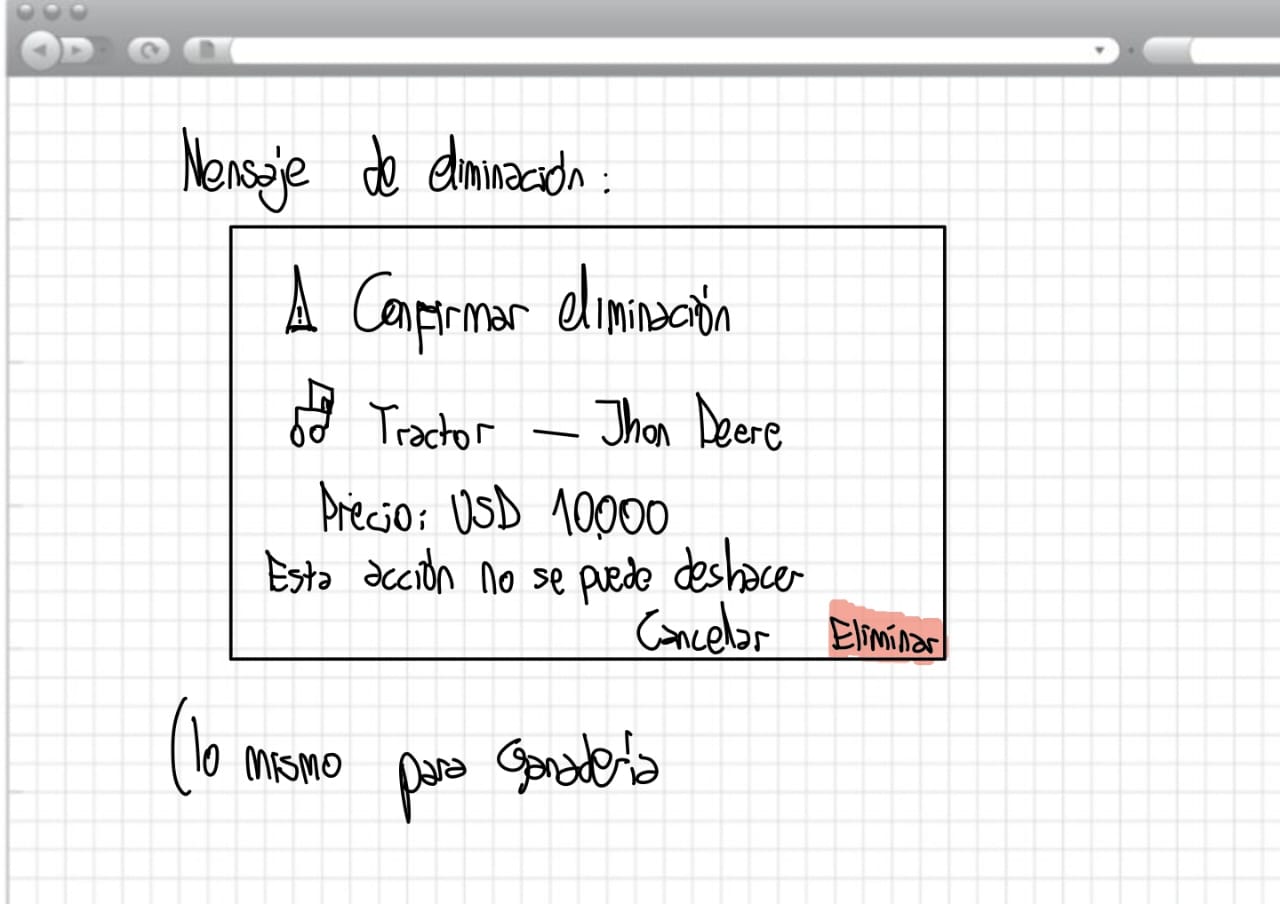 Mensaje de eliminación:
⚠ Confirmar eliminación
Tractor — Jhon Deere
Precio: USD 10,000
Esta acción no se puede deshacer
Cancelar Eliminar
(lo mismo para Ganadería